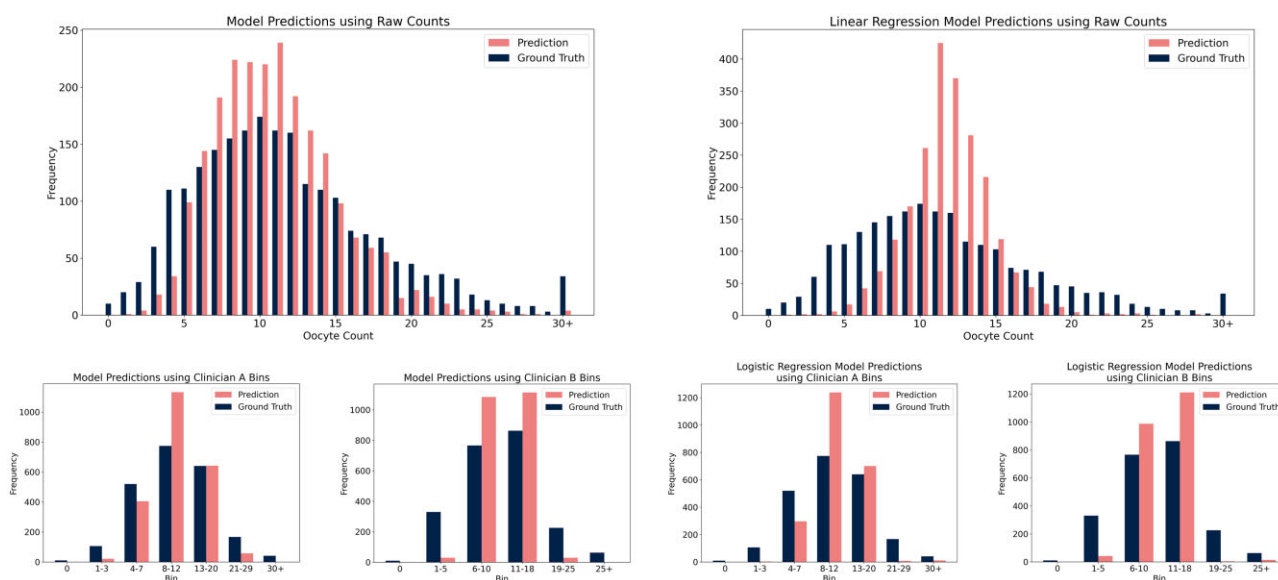 Model Predictions using Raw Counts
250
200
150
100
50
0
Frequency
Prediction
Ground Truth
0 5 10 15 20 25 30+
Oocyte Count
Linear Regression Model Predictions using Raw Counts
400
350
300
250
200
150
100
50
0
Frequency
Prediction
Ground Truth
0 5 10 15 20 25 30+
Oocyte Count
Model Predictions using Clinician A Bins
1000
800
600
400
200
0
Frequency
Prediction
Ground Truth
0 1-3 4-7 8-12 13-20 21-29 30+
Bin
Model Predictions using Clinician B Bins
1000
800
600
400
200
0
Frequency
Prediction
Ground Truth
0 1-5 6-10 11-18 19-25 25+
Bin
Logistic Regression Model Predictions
using Clinician A Bins
1200
1000
800
600
400
200
0
Frequency
Prediction
Ground Truth
0 1-3 4-7 8-12 13-20 21-29 30+
Bin
Logistic Regression Model Predictions
using Clinician B Bins
1200
1000
800
600
400
200
0
Frequency
Prediction
Ground Truth
0 1-5 6-10 11-18 19-25 25+
Bin